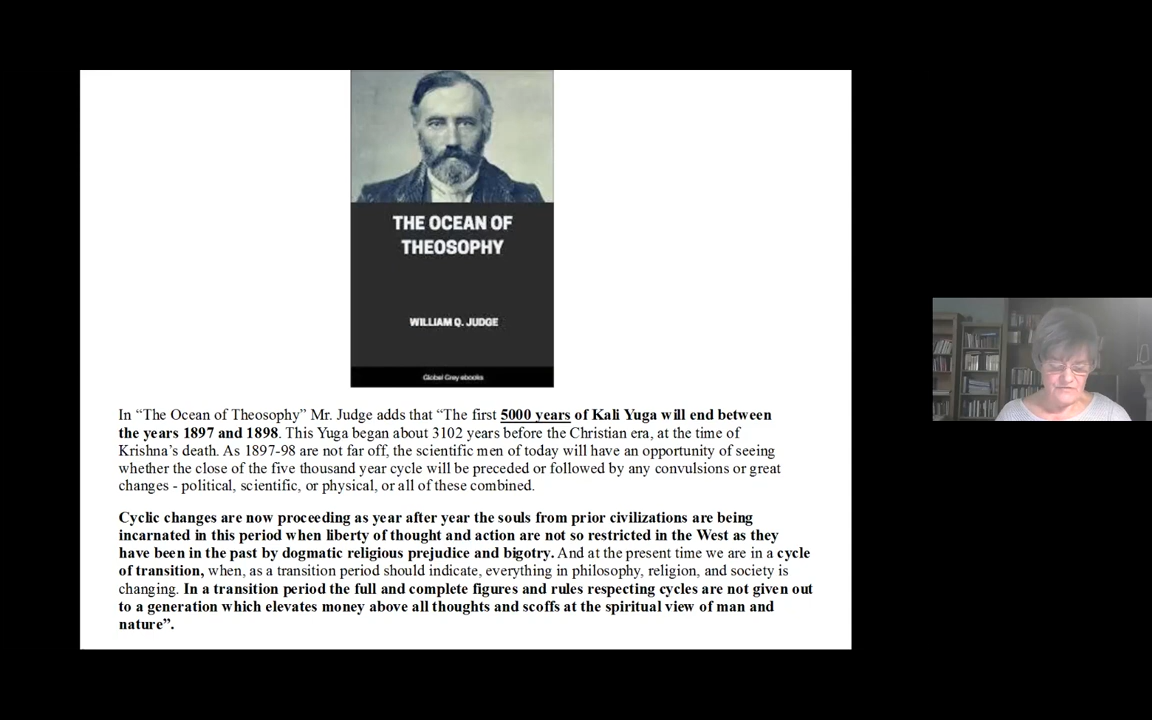 THE OCEAN OF
THEOSOPHY
WILLIAM Q. JUDGE
Global Grey ebooks
In “The Ocean of Theosophy” Mr. Judge adds that “The first 5000 years of Kali Yuga will end between
the years 1897 and 1898. This Yuga began about 3102 years before the Christian era, at the time of
Krishna’s death. As 1897-98 are not far off, the scientific men of today will have an opportunity of seeing
whether the close of the five thousand year cycle will be preceded or followed by any convulsions or great
changes - political, scientific, or physical, or all of these combined.
Cyclic changes are now proceeding as year after year the souls from prior civilizations are being
incarnated in this period when liberty of thought and action are not so restricted in the West as they
have been in the past by dogmatic religious prejudice and bigotry. And at the present time we are in a cycle
of transition, when, as a transition period should indicate, everything in philosophy, religion, and society is
changing. In a transition period the full and complete figures and rules respecting cycles are not given out
to a generation which elevates money above all thoughts and scoffs at the spiritual view of man and
nature”.